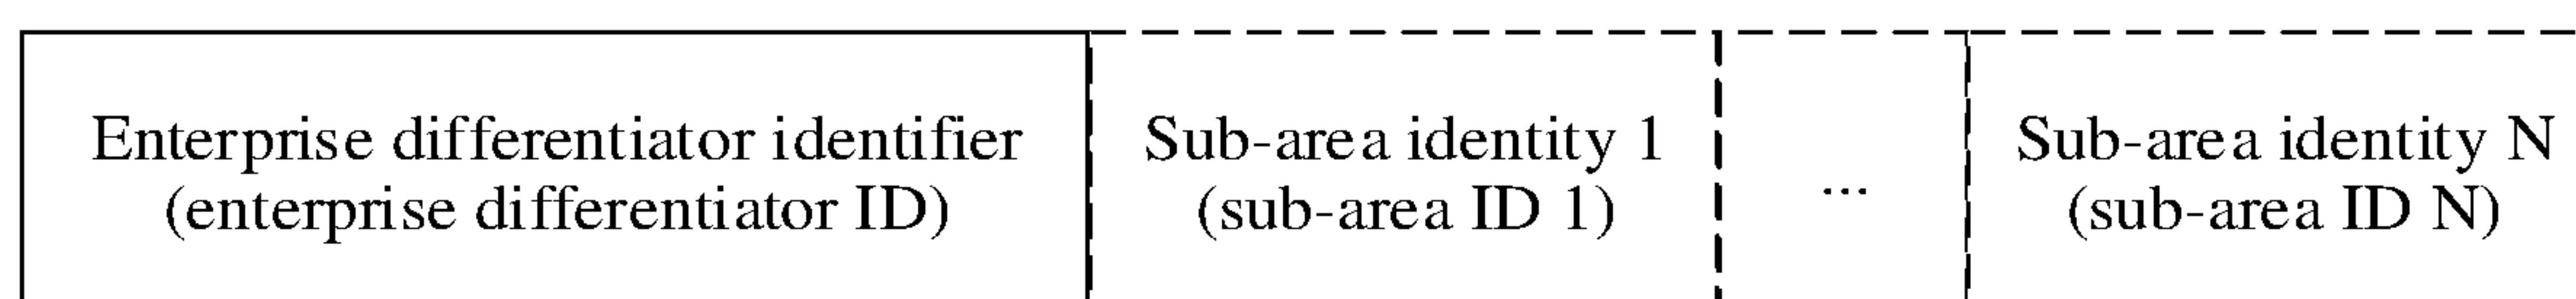 Enterprise differentiator identifier
(enterprise differentiator ID)
Sub-area identity 1
(sub-area ID 1)
...
Sub-area identity N
(sub-area ID N)